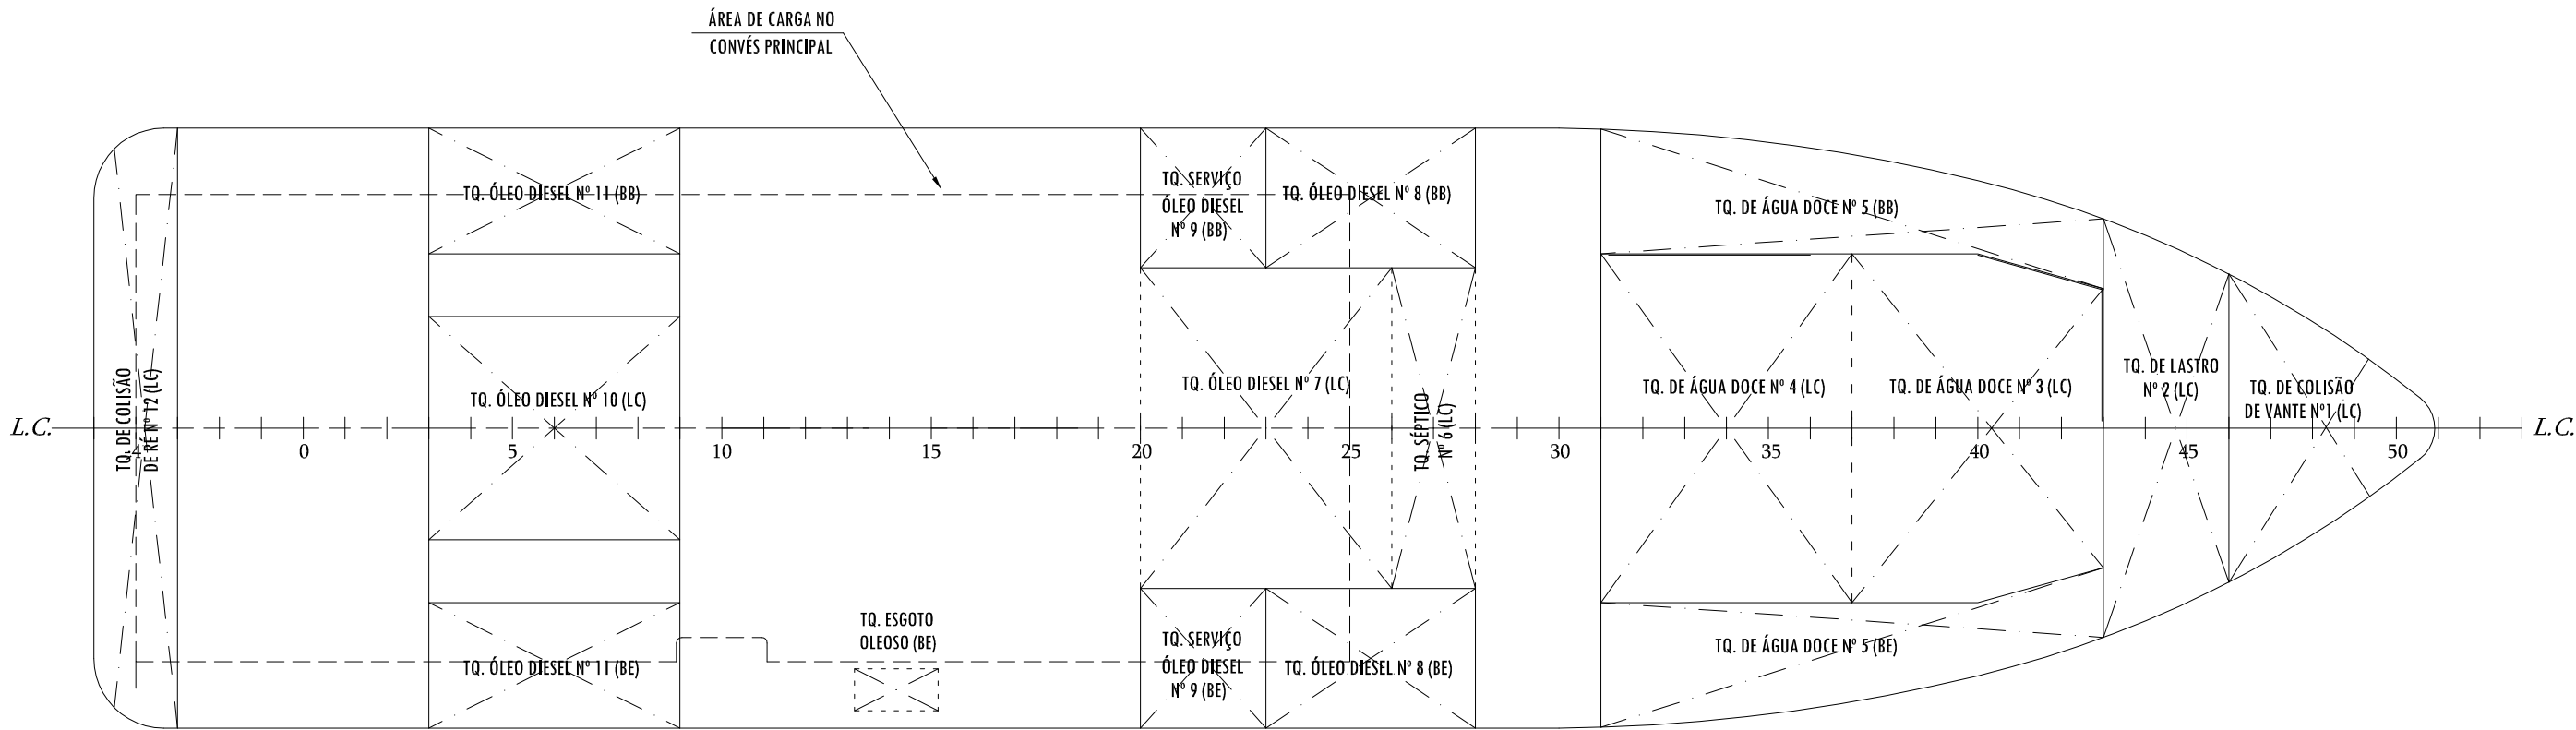 ÁREA DE CARGA NO
CONVÉS PRINCIPAL
TQ. ÓLEO DIESEL Nº 11 (BB)
TQ. SERVIÇO
ÓLEO DIESEL
Nº 9 (BB)
TQ. ÓLEO DIESEL Nº 8 (BB)
TQ. DE ÁGUA DOCE Nº 5 (BB)
TQ. DE COLISÃO
DE RÉ Nº 12 (LC)
TQ. ÓLEO DIESEL Nº 10 (LC)
TQ. ÓLEO DIESEL Nº 7 (LC)
TQ. SÉPTICO
Nº 6 (LC)
TQ. DE ÁGUA DOCE Nº 4 (LC)
TQ. DE ÁGUA DOCE Nº 3 (LC)
TQ. DE LASTRO
Nº 2 (LC)
TQ. DE COLISÃO
DE VANTE Nº1 (LC)
L.C.
L.C.
-4 0 5 10 15 20 25 30 35 40 45 50
TQ. ESGOTO
OLEOSO (BE)
TQ. ÓLEO DIESEL Nº 11 (BE)
TQ. SERVIÇO
ÓLEO DIESEL
Nº 9 (BE)
TQ. ÓLEO DIESEL Nº 8 (BE)
TQ. DE ÁGUA DOCE Nº 5 (BE)